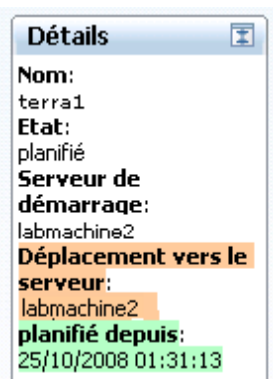 Détails
Nom:
terra1
Etat:
planifié
Serveur de
démarrage:
labmachine2
Déplacement vers le
serveur:
labmachine2
planifié depuis:
25/10/2008 01:31:13